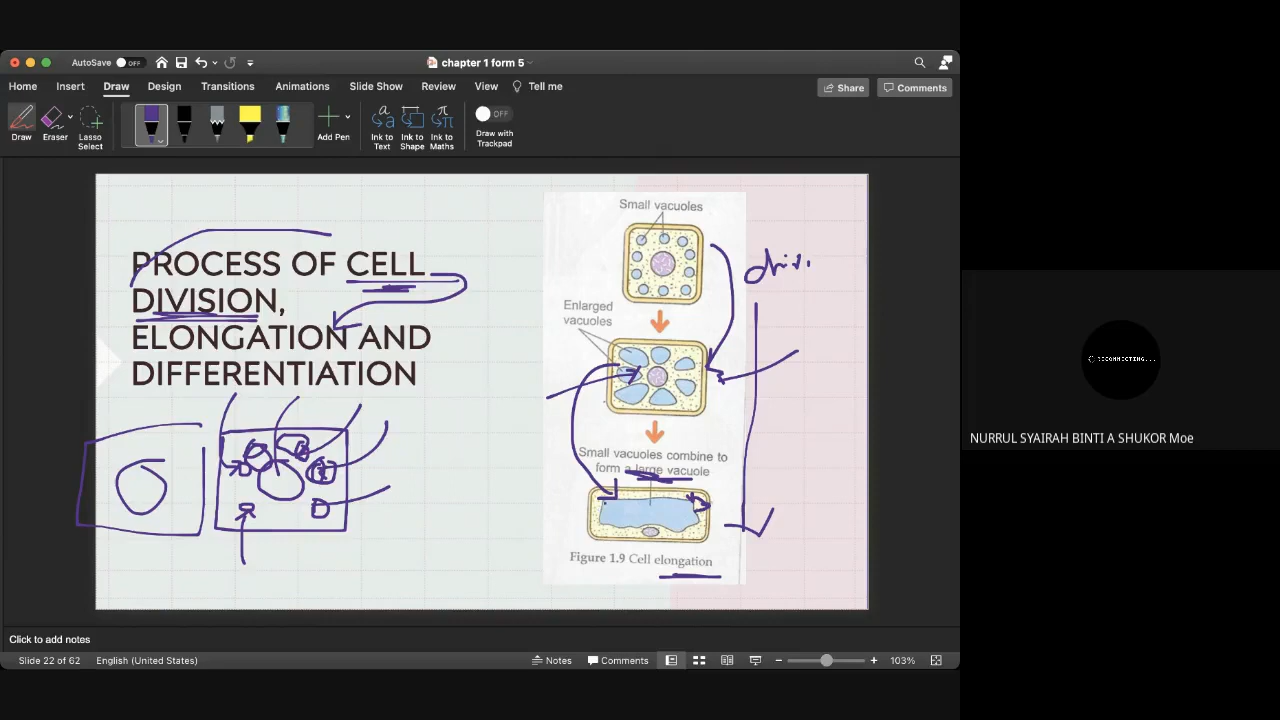 AutoSave OFF
chapter 1 form 5
Home Insert Draw Design Transitions Animations Slide Show Review View Tell me
Share Comments
Draw Eraser Lasso Select Add Pen Ink to Text Ink to Shape Ink to Maths OFF Draw with Trackpad
PROCESS OF CELL
DIVISION,
ELONGATION AND
DIFFERENTIATION
Small vacuoles
Enlarged
vacuoles
Small vacuoles combine to
form a large vacuole
Figure 1.9 Cell elongation
Click to add notes
Slide 22 of 62 English (United States) Notes Comments 103%
RECONNECTING...
NURRUL SYAIRAH BINTI A SHUKOR Moe